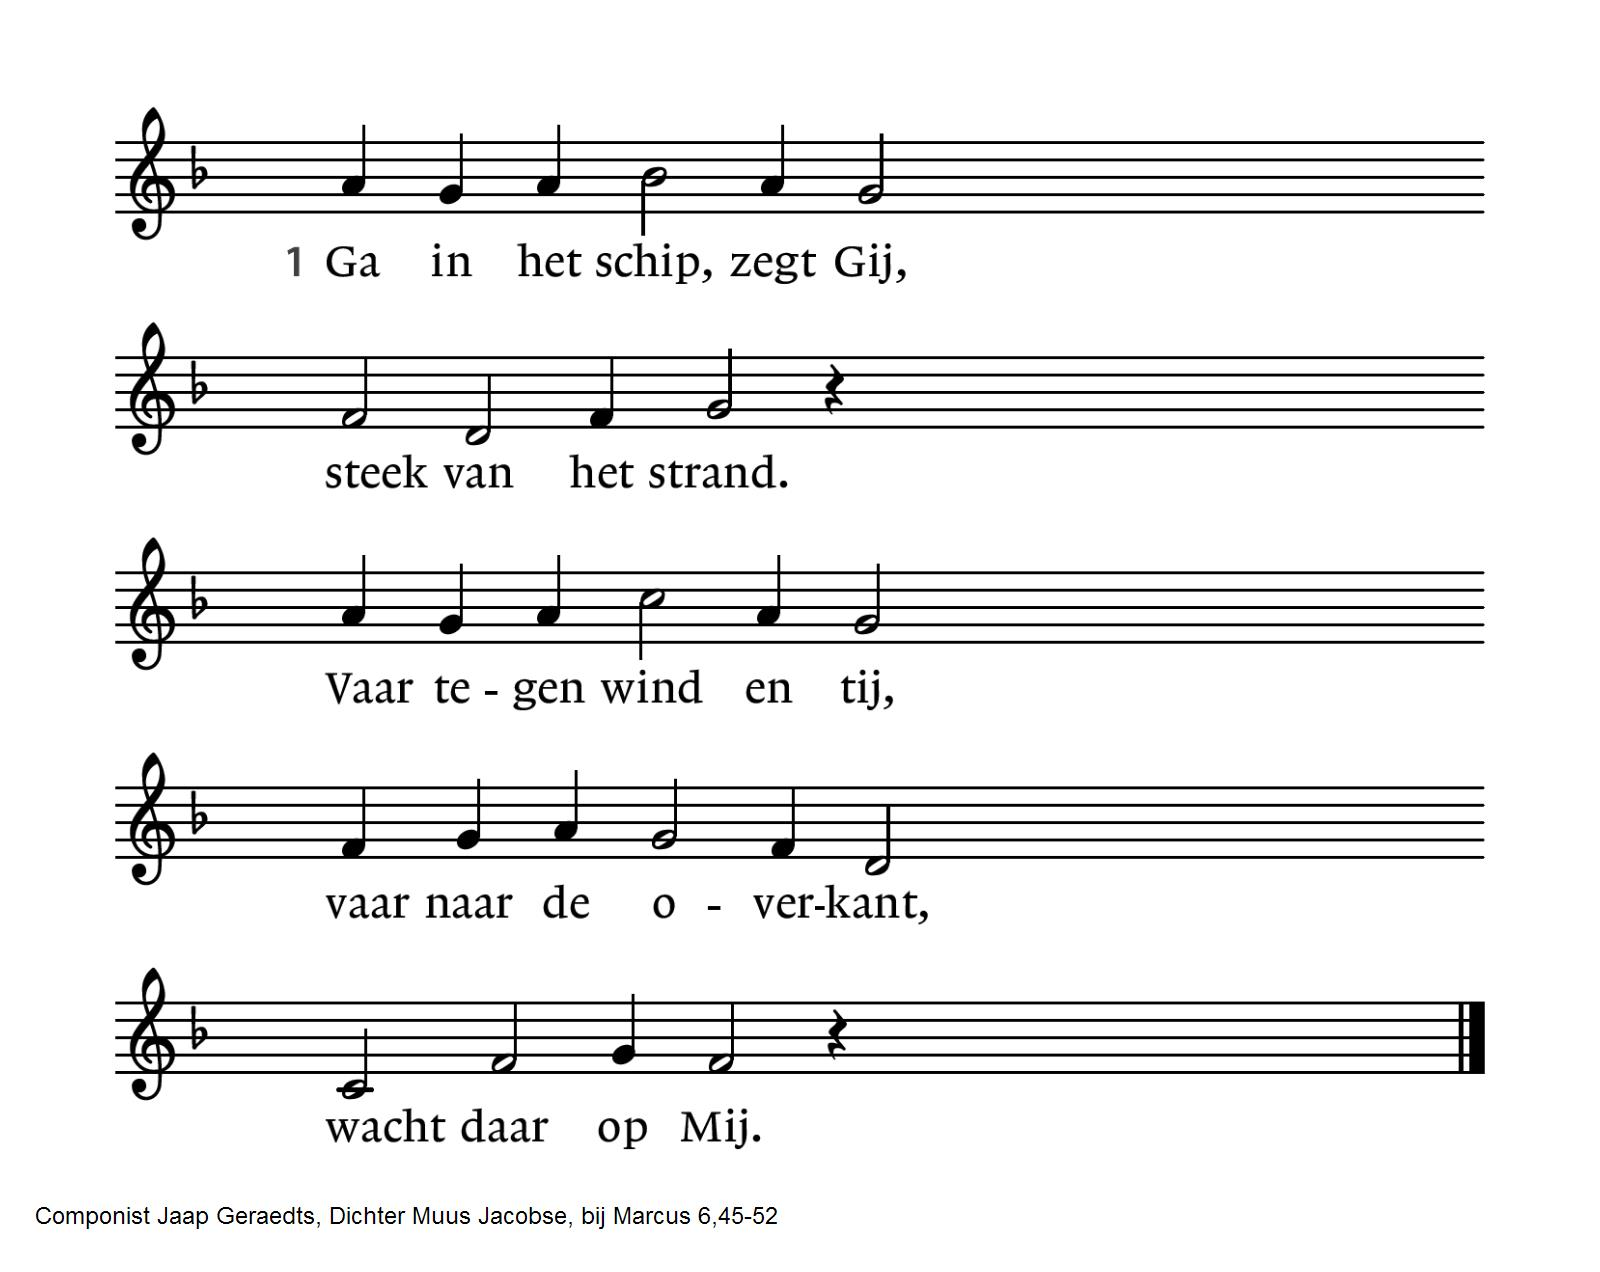 1 Ga in het schip, zegt Gij,
steek van het strand.
Vaar te - gen wind en tij,
vaar naar de o - ver-kant,
wacht daar op Mij.
Componist Jaap Geraedts, Dichter Muus Jacobse, bij Marcus 6,45-52